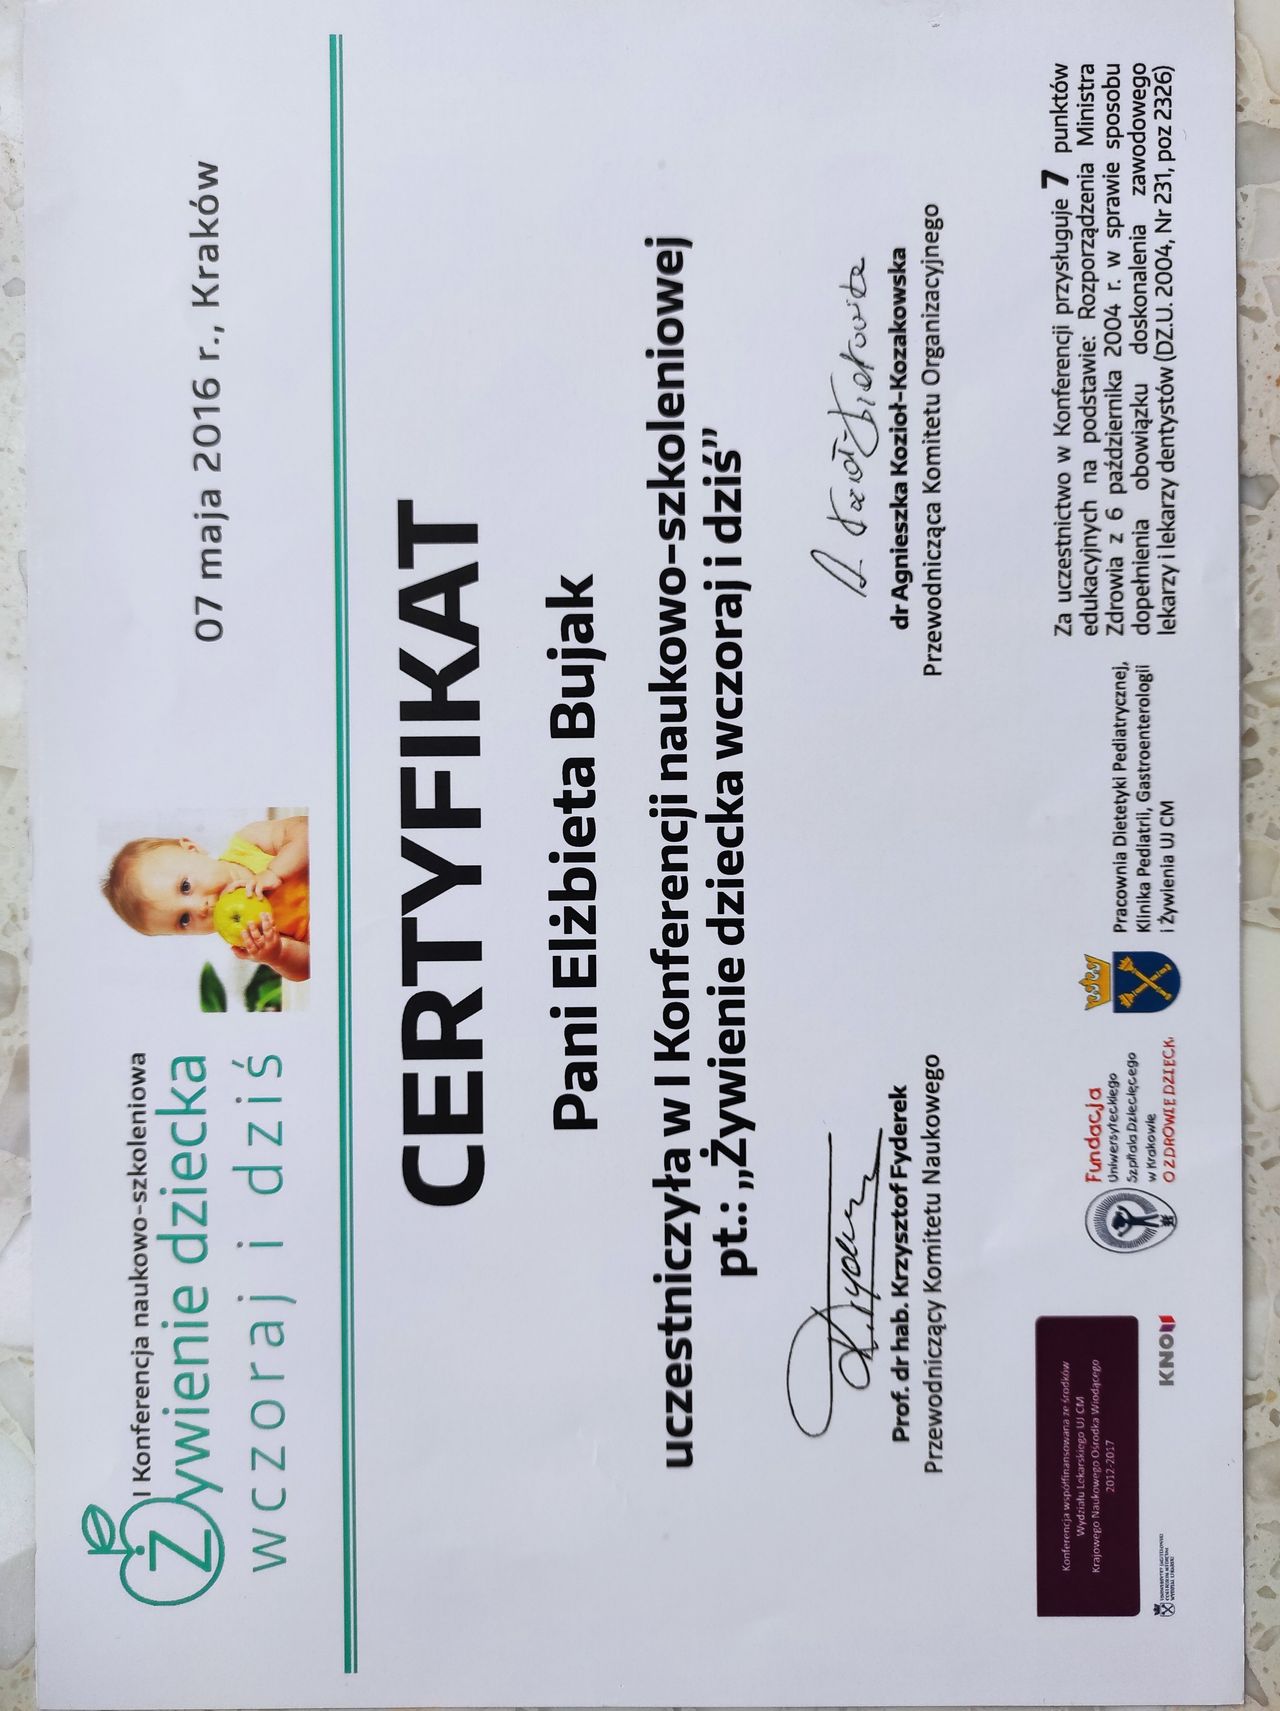 I Konferencja naukowo-szkoleniowa
Żywienie dziecka
wczoraj i dziś
07 maja 2016 r., Kraków
CERTYFIKAT
Pani Elżbieta Bujak
uczestniczyła w I Konferencji naukowo-szkoleniowej
pt.: „Żywienie dziecka wczoraj i dziś”
Prof. dr hab. Krzysztof Fyderek
Przewodniczący Komitetu Naukowego
dr Agnieszka Kozioł-Kozakowska
Przewodnicząca Komitetu Organizacyjnego
Konferencja współfinansowana ze środków
Wydziału Lekarskiego UJ CM
Krajowego Naukowego Ośrodka Wiodącego
2012-2017
KNOW
Fundacja
Uniwersyteckiego
Szpitala Dziecięcego
w Krakowie
O ZDROWIE DZIECK
Pracownia Dietetyki Pediatrycznej,
Klinika Pediatrii, Gastroenterologii
i Żywienia UJ CM
Za uczestnictwo w Konferencji przysługuje 7 punktów
edukacyjnych na podstawie: Rozporządzenia Ministra
Zdrowia z 6 października 2004 r. w sprawie sposobu
dopełnienia obowiązku doskonalenia zawodowego
lekarzy i lekarzy dentystów (DZ.U. 2004, Nr 231, poz 2326)